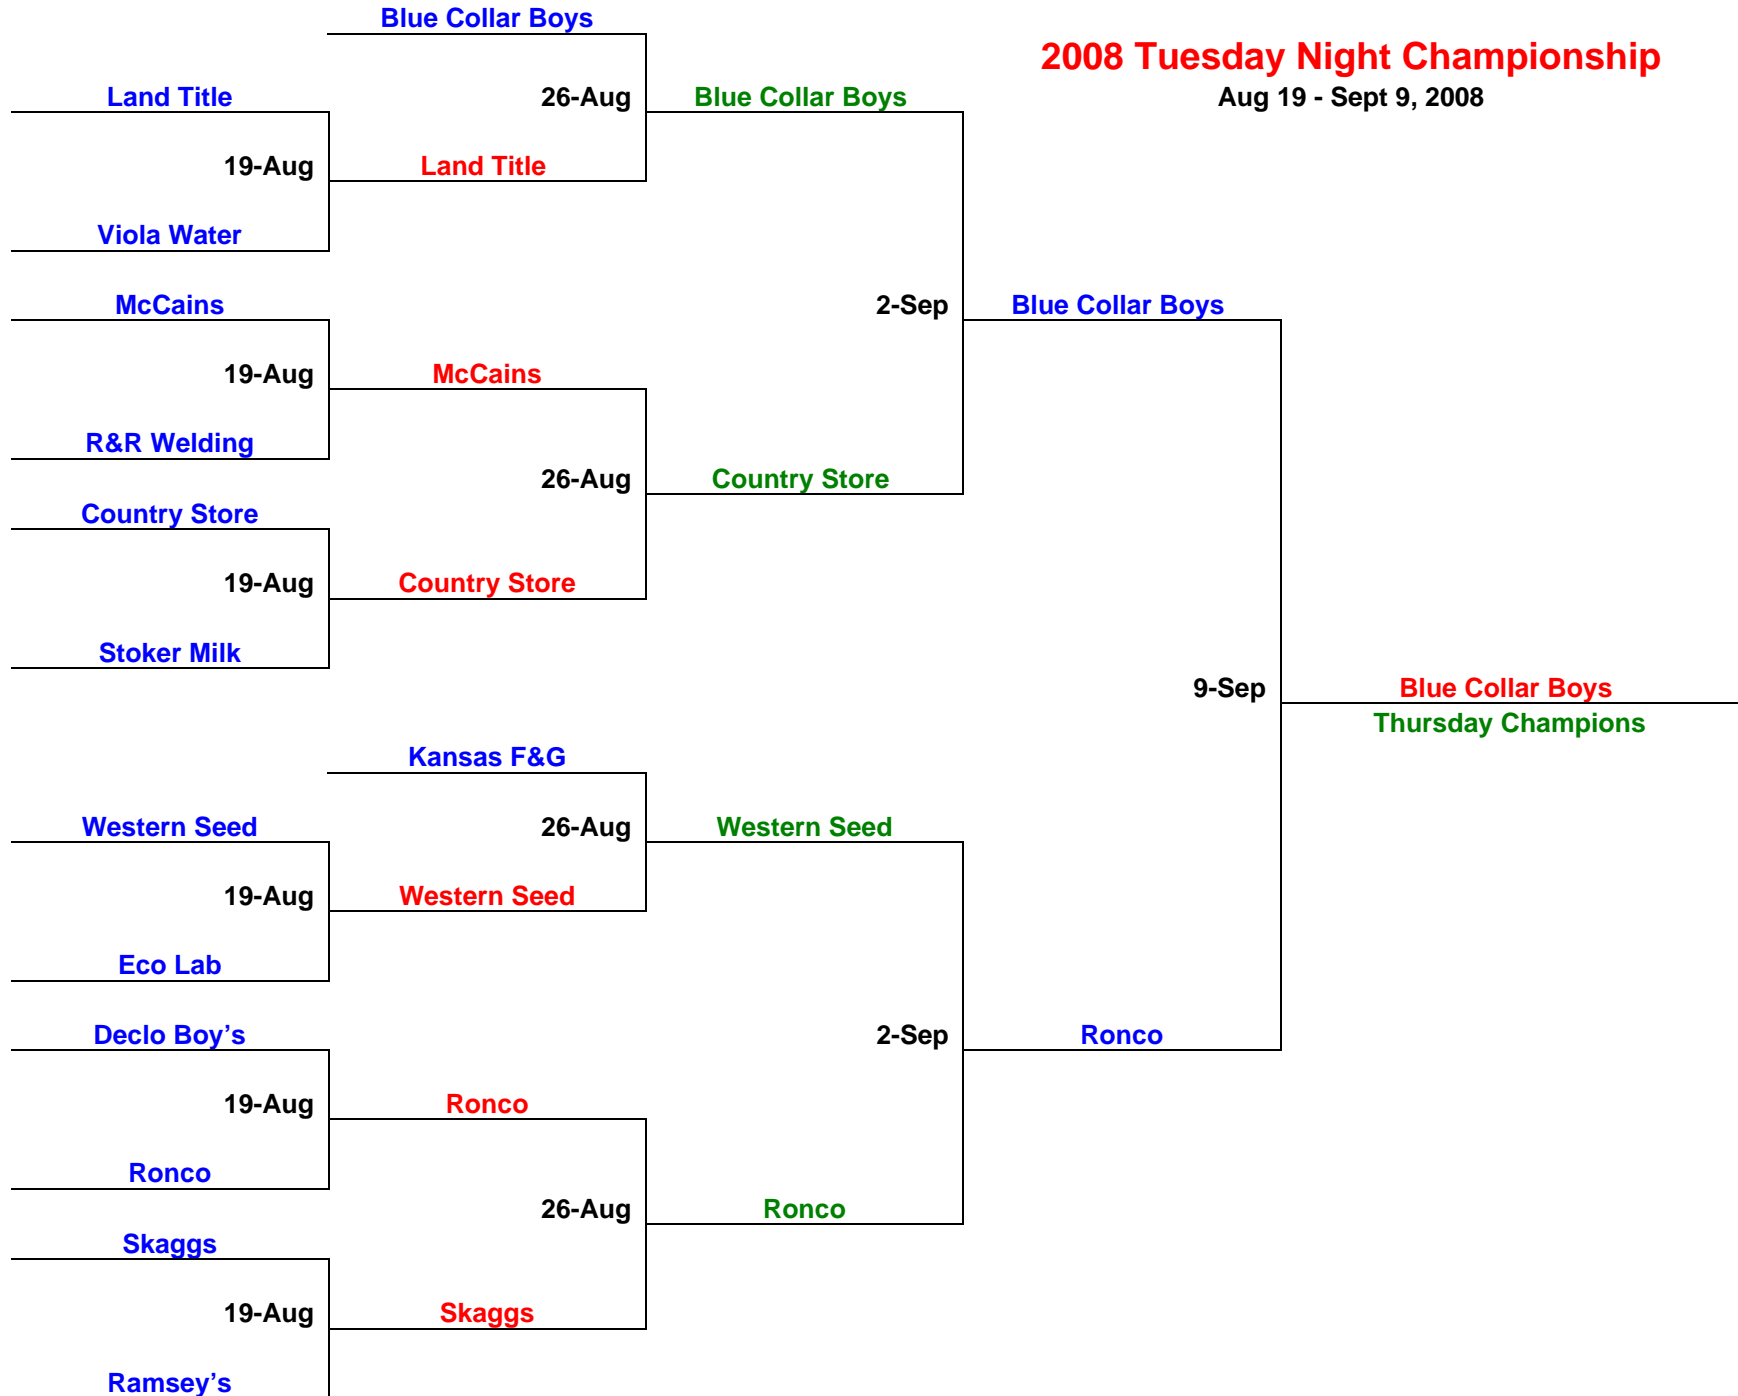 Blue Collar Boys
2008 Tuesday Night Championship
Land Title
26-Aug
Blue Collar Boys
Aug 19 - Sept 9, 2008
19-Aug
Land Title
Viola Water
McCains
2-Sep
Blue Collar Boys
19-Aug
McCains
R&R Welding
26-Aug
Country Store
Country Store
19-Aug
Country Store
Stoker Milk
9-Sep
Blue Collar Boys
Thursday Champions
Kansas F&G
Western Seed
26-Aug
Western Seed
19-Aug
Western Seed
Eco Lab
Declo Boy’s
2-Sep
Ronco
19-Aug
Ronco
Ronco
26-Aug
Ronco
Skaggs
19-Aug
Skaggs
Ramsey’s